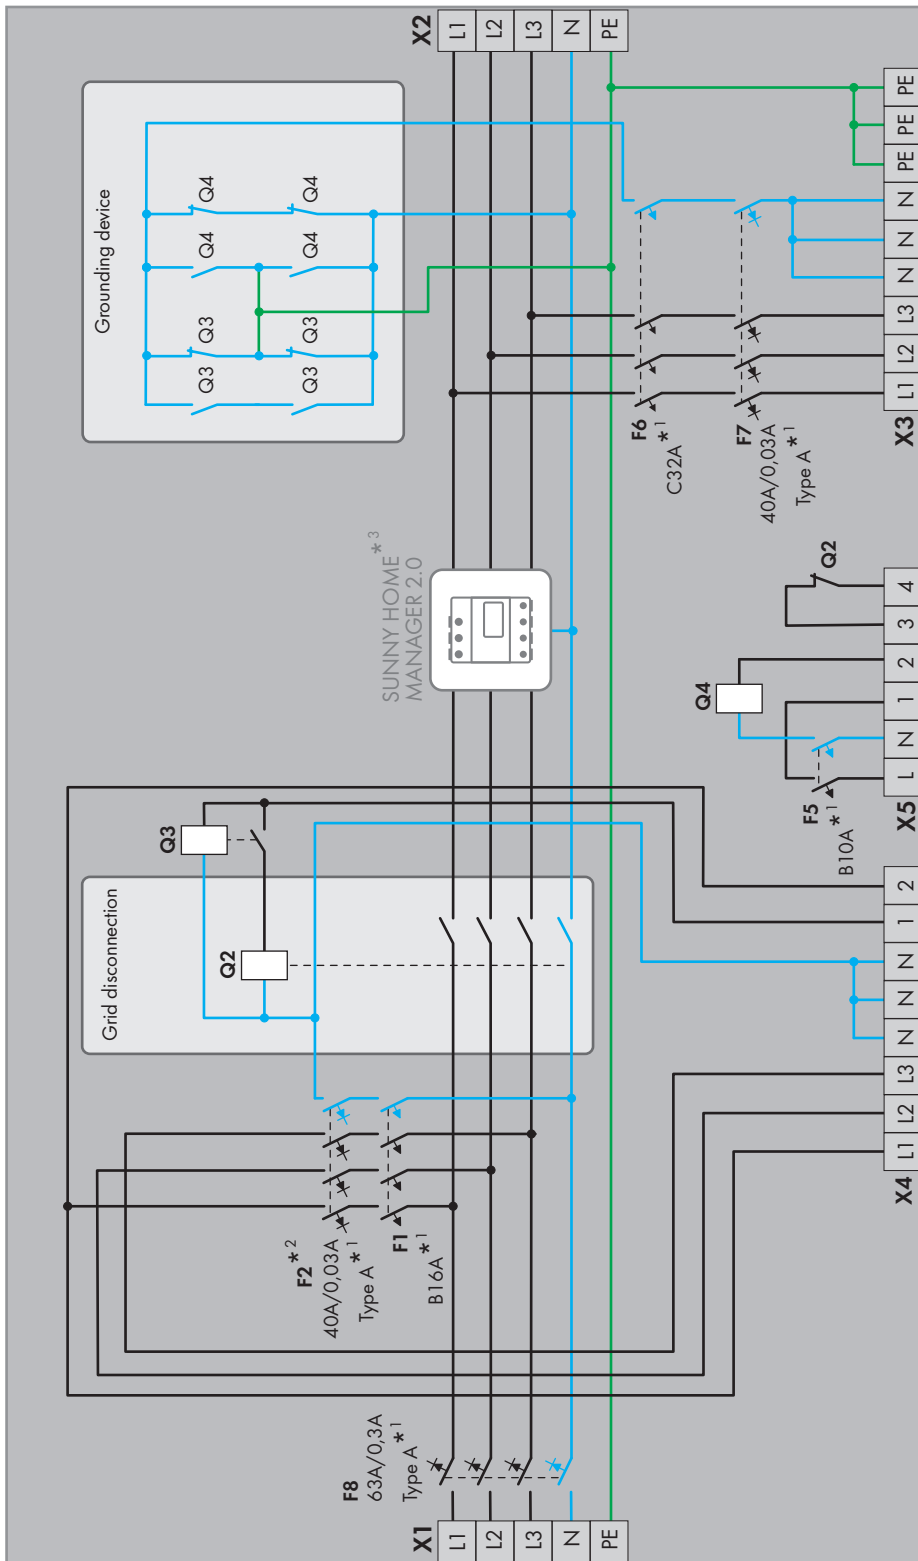 X2
L1
L2
L3
N
PE
Grounding device
Q4
Q4
Q4
Q4
Q3
Q3
Q3
Q3
PE
PE
PE
N
N
N
L3
L2
L1
X3
F6
*1
C32A
F7
40A/0,03A
Type A *1
SUNNY HOME *3
MANAGER 2.0
Q2
4
3
2
1
N
L
X5
Q4
F5
*1
B10A
Q3
Grid disconnection
Q2
2
1
N
N
N
L3
L2
L1
X4
F2 *2
40A/0,03A
Type A *1
F1
*1
B16A
F8
63A/0,3A
Type A *1
X1
L1
L2
L3
N
PE